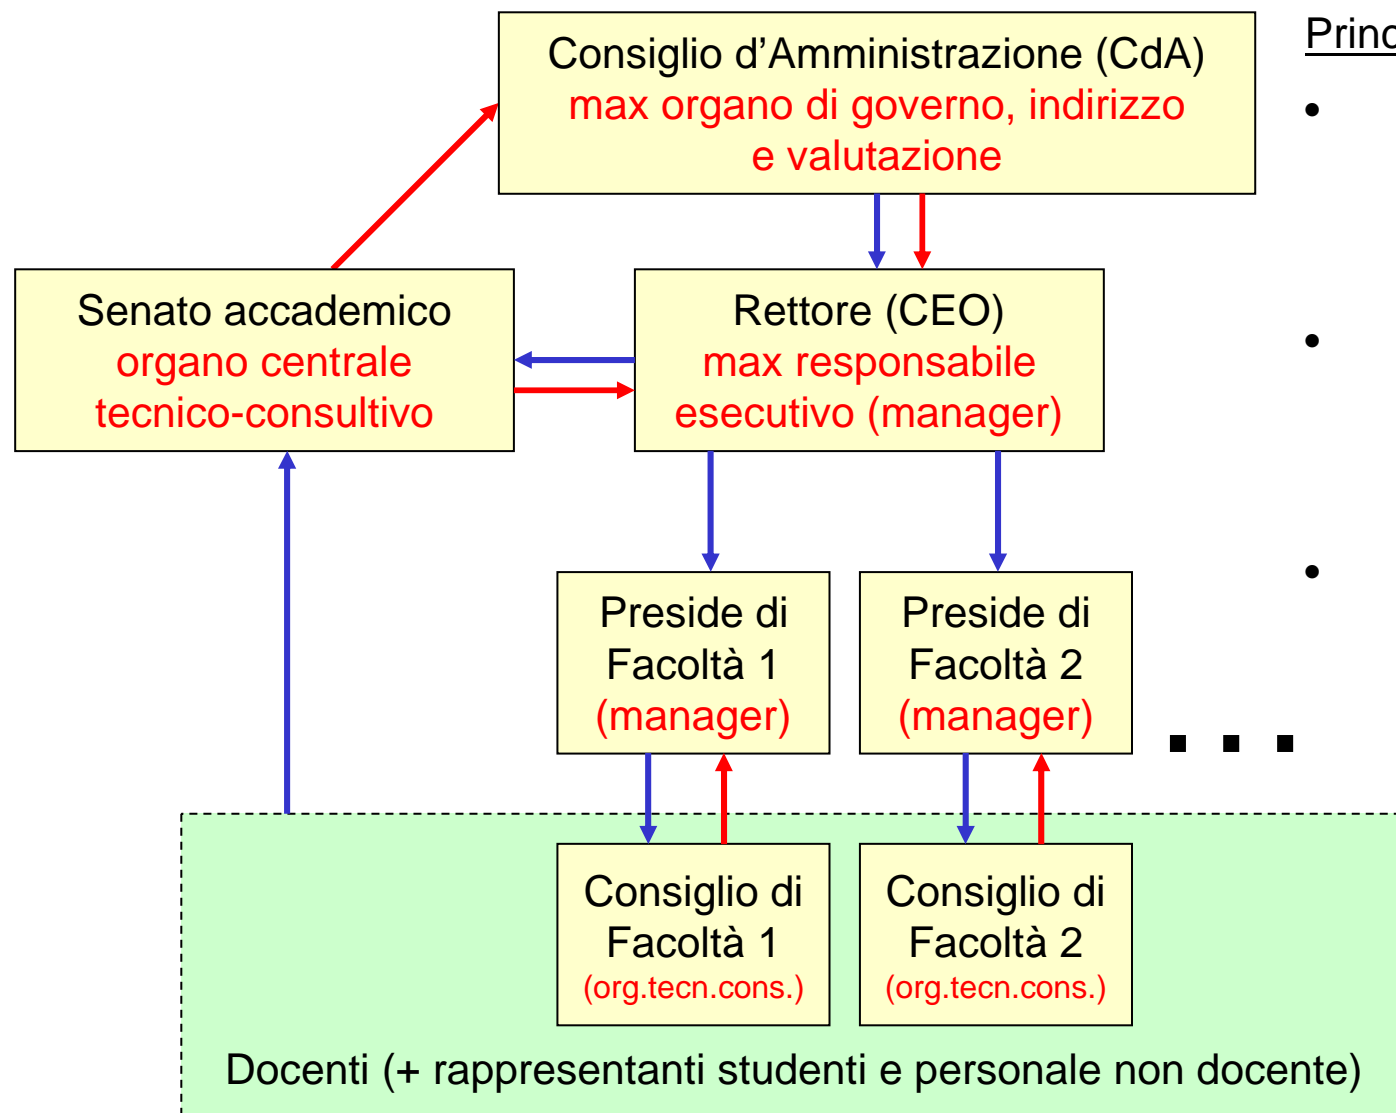 Consiglio d’Amministrazione (CdA)
max organo di governo, indirizzo
e valutazione
Princ
•
•
•
Senato accademico
organo centrale
tecnico-consultivo
Rettore (CEO)
max responsabile
esecutivo (manager)
Preside di
Facoltà 1
(manager)
Preside di
Facoltà 2
(manager)
Consiglio di
Facoltà 1
(org.tecn.cons.)
Consiglio di
Facoltà 2
(org.tecn.cons.)
Docenti (+ rappresentanti studenti e personale non docente)